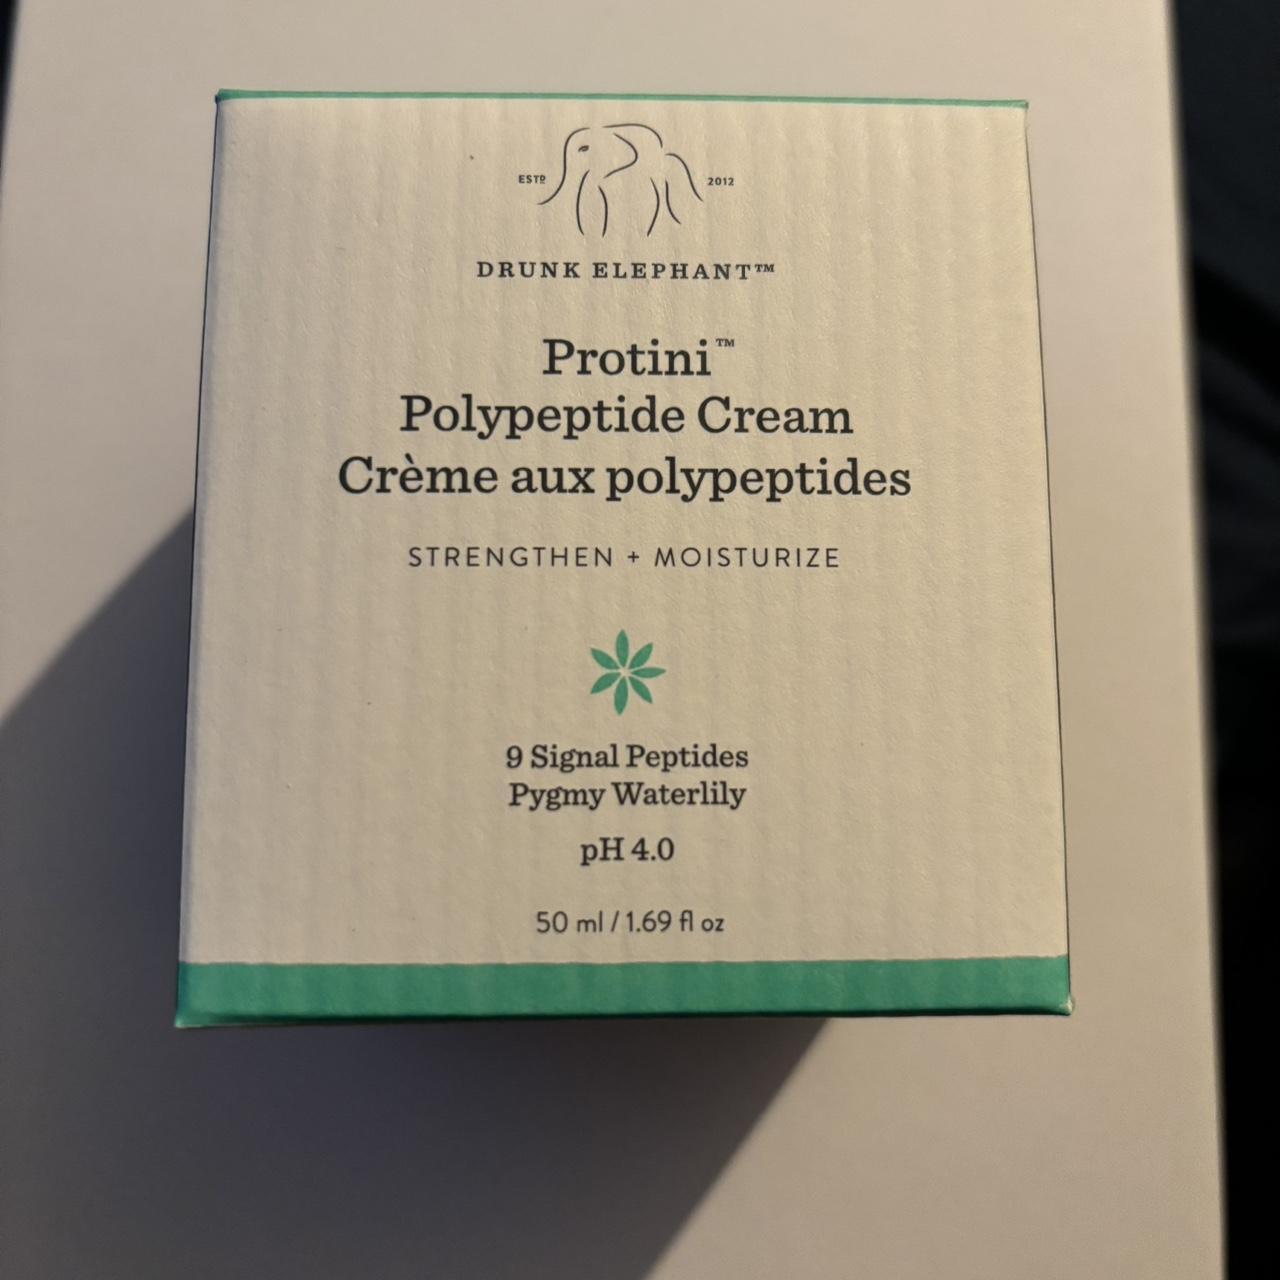 ESTD 2012
DRUNK ELEPHANT™
Protini™
Polypeptide Cream
Crème aux polypeptides
STRENGTHEN + MOISTURIZE
9 Signal Peptides
Pygmy Waterlily
pH 4.0
50 ml / 1.69 fl oz